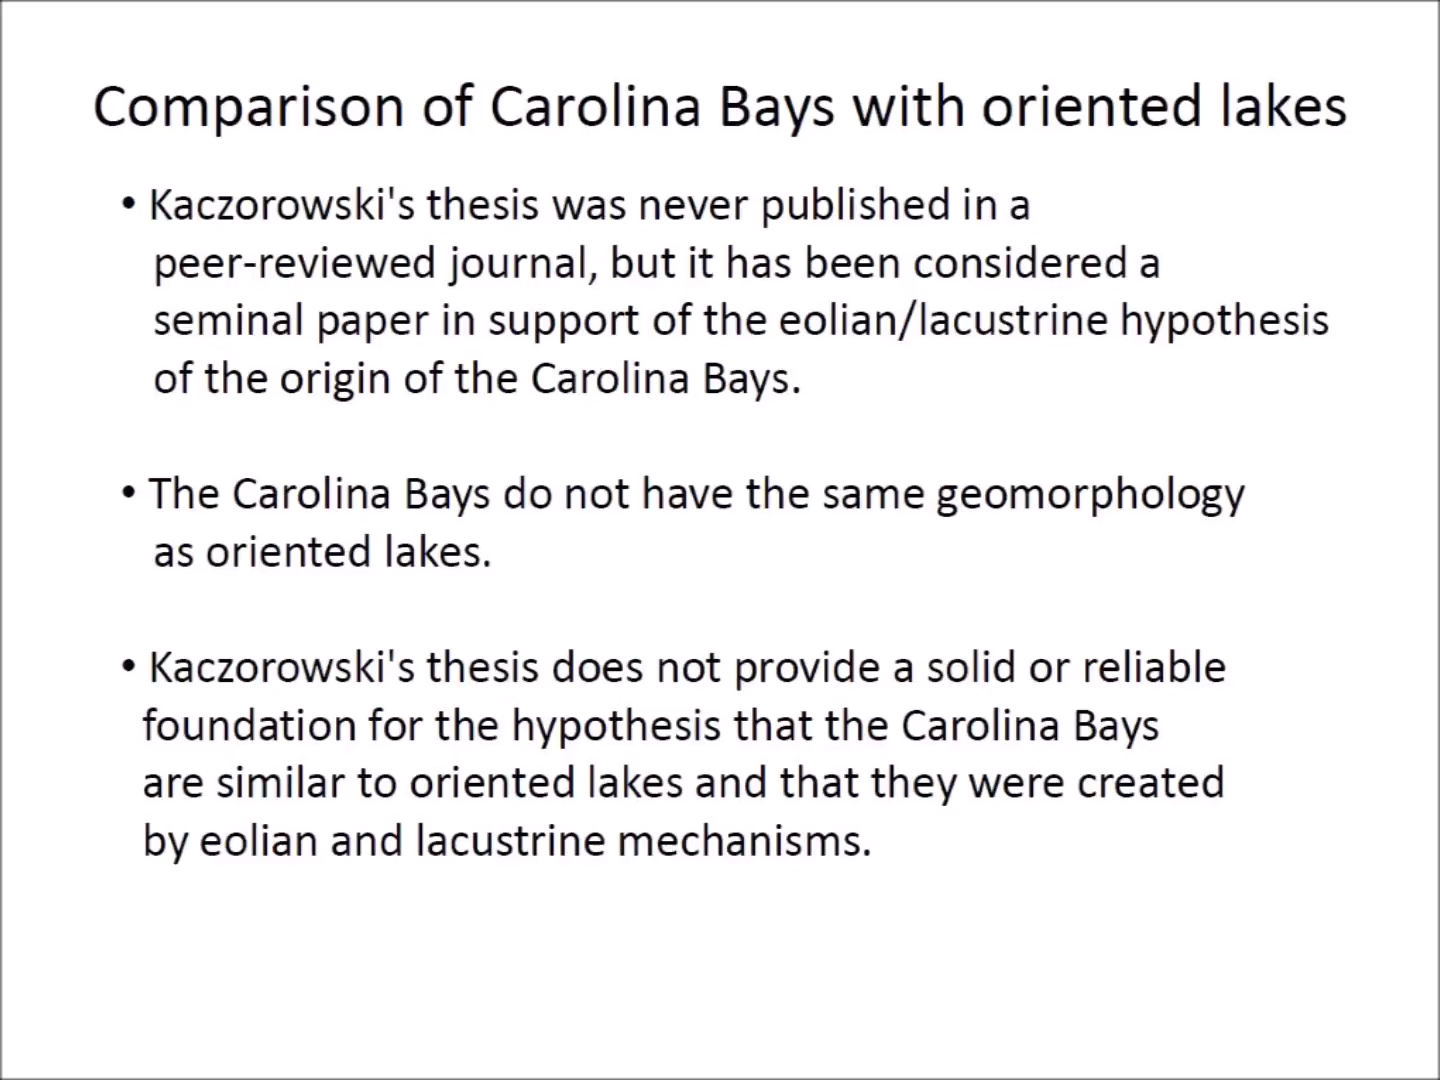 Comparison of Carolina Bays with oriented lakes
• Kaczorowski's thesis was never published in a
peer-reviewed journal, but it has been considered a
seminal paper in support of the eolian/lacustrine hypothesis
of the origin of the Carolina Bays.
• The Carolina Bays do not have the same geomorphology
as oriented lakes.
• Kaczorowski's thesis does not provide a solid or reliable
foundation for the hypothesis that the Carolina Bays
are similar to oriented lakes and that they were created
by eolian and lacustrine mechanisms.